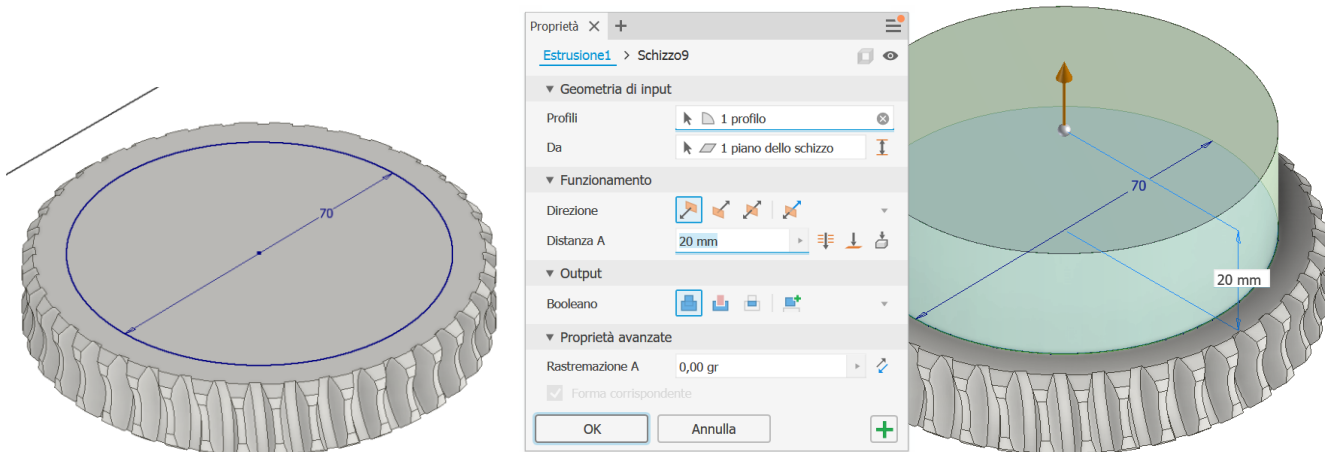 70
Proprietà
Estrusione1 > Schizzo9
Geometria di input
Profili 1 profilo
Da 1 piano dello schizzo
Funzionamento
Direzione
Distanza A 20 mm
Output
Booleano
Proprietà avanzate
Rastremazione A 0,00 gr
Forma corrispondente
OK Annulla
70
20 mm